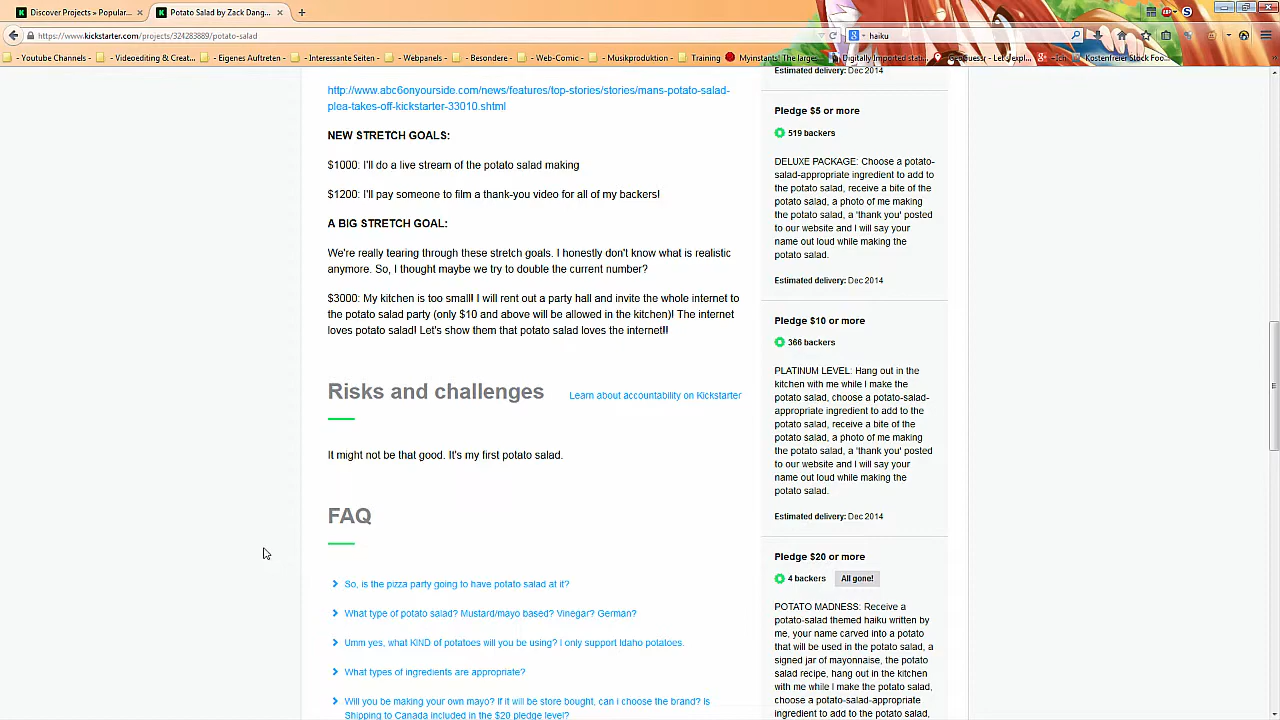 Discover Projects » Popular...
Potato Salad by Zack Dang...
https://www.kickstarter.com/projects/324283889/potato-salad
haiku
- Youtube Channels -
- Videoediting & Creat...
- Eigene Auftreten -
- Interessante Seiten -
- Webpanels -
- Besondere -
- Web-Comic -
- Musikproduktion -
Training
Myinstants! The larges
Digitally Imported
Kostenfreier Stock Foo...
http://www.abc6onyourside.com/news/features/top-stories/stories/mans-potato-salad-
plea-takes-off-kickstarter-33010.shtml
NEW STRETCH GOALS:
$1000: I'll do a live stream of the potato salad making
$1200: I'll pay someone to film a thank-you video for all of my backers!
A BIG STRETCH GOAL:
We're really tearing through these stretch goals. I honestly don't know what is realistic
anymore. So, I thought maybe we try to double the current number?
$3000: My kitchen is too small! I will rent out a party hall and invite the whole internet to
the potato salad party (only $10 and above will be allowed in the kitchen)! The internet
loves potato salad! Let's show them that potato salad loves the internet!!
Risks and challenges
Learn about accountability on Kickstarter
It might not be that good. It's my first potato salad.
FAQ
So, is the pizza party going to have potato salad at it?
What type of potato salad? Mustard/mayo based? Vinegar? German?
Umm yes, what KIND of potatoes will you be using? I only support Idaho potatoes.
What types of ingredients are appropriate?
Will you be making your own mayo? If it will be store bought, can i choose the brand? Is
Shipping to Canada included in the $20 pledge level?
Estimated delivery: Dec 2014
Pledge $5 or more
519 backers
DELUXE PACKAGE: Choose a potato-
salad-appropriate ingredient to add to
the potato salad, receive a bite of the
potato salad, a photo of me making
the potato salad, a 'thank you' posted
to our website and I will say your
name out loud while making the
potato salad.
Estimated delivery: Dec 2014
Pledge $10 or more
366 backers
PLATINUM LEVEL: Hang out in the
kitchen with me while I make the
potato salad, choose a potato-salad-
appropriate ingredient to add to the
potato salad, receive a bite of the
potato salad, a photo of me making
the potato salad, a 'thank you' posted
to our website and I will say your
name out loud while making the
potato salad.
Estimated delivery: Dec 2014
Pledge $20 or more
4 backers
All gone!
POTATO MADNESS: Receive a
potato-salad themed haiku written by
me, your name carved into a potato
that will be used in the potato salad, a
signed jar of mayonnaise, the potato
salad recipe, hang out in the kitchen
with me while I make the potato salad,
choose a potato-salad-appropriate
ingredient to add to the potato salad,